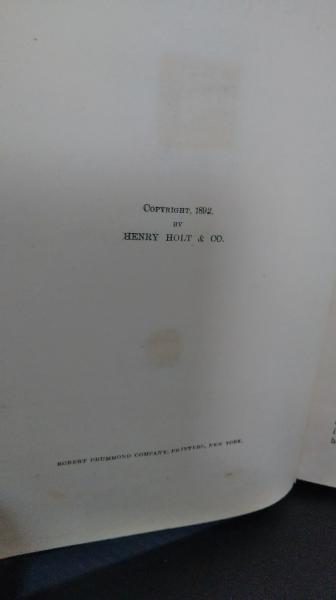 COPYRIGHT, 1892,
BY
HENRY HOLT & CO.
ROBERT DRUMMOND COMPANY, PRINTERS, NEW YORK.